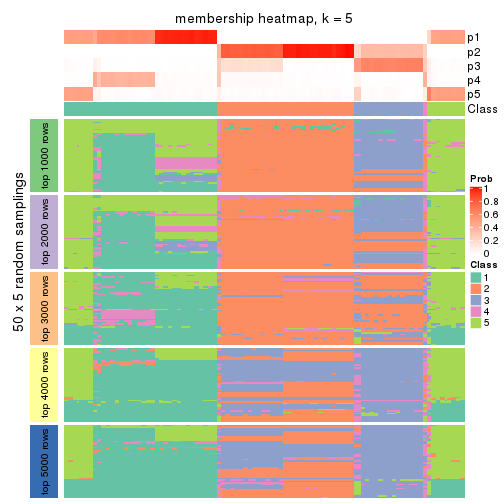 membership heatmap, k = 5
p1
p2
p3
p4
p5
Class
50 x 5 random samplings
top 1000 rows
top 2000 rows
top 3000 rows
top 4000 rows
top 5000 rows
Prob
1
0.8
0.6
0.4
0.2
0
Class
1
2
3
4
5